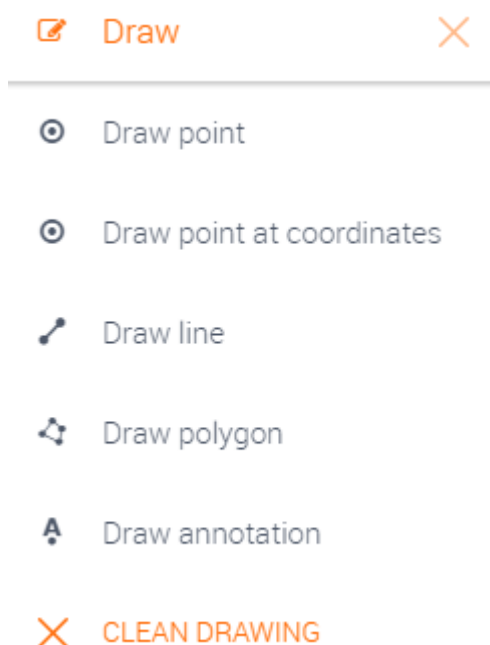 Draw
Draw point
Draw point at coordinates
Draw line
Draw polygon
Draw annotation
CLEAN DRAWING